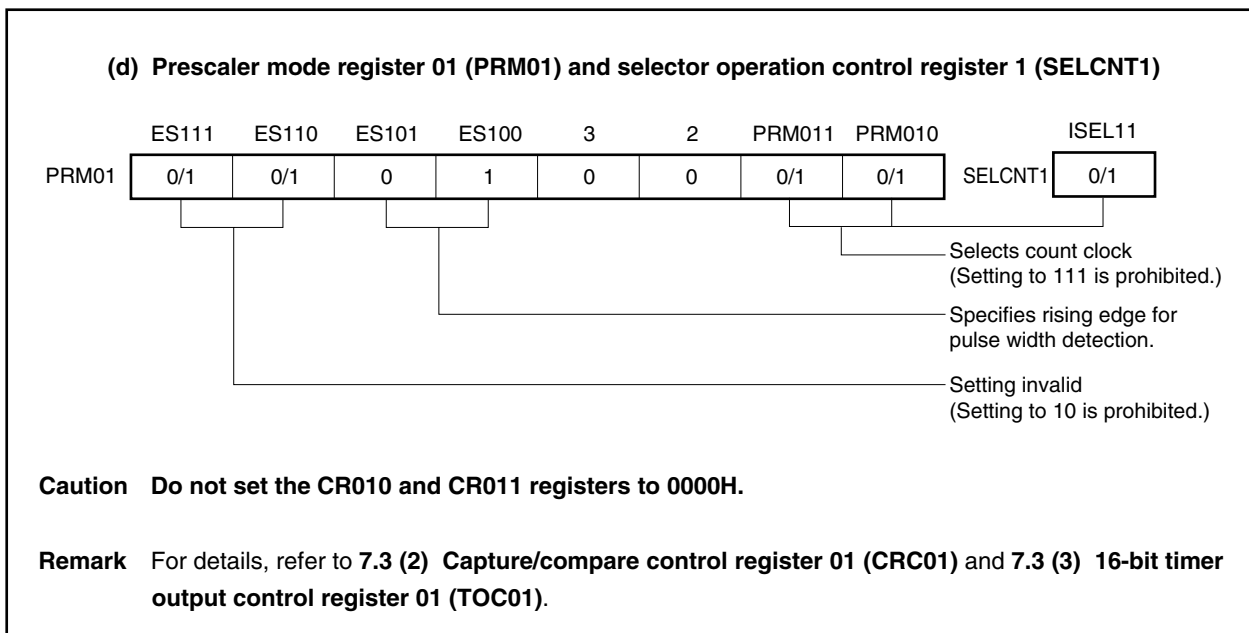 (d) Prescaler mode register 01 (PRM01) and selector operation control register 1 (SELCNT1)
ES111 ES110 ES101 ES100 3 2 PRM011 PRM010 ISEL11
PRM01 0/1 0/1 0 1 0 0 0/1 0/1 SELCNT1 0/1
Selects count clock
(Setting to 111 is prohibited.)
Specifies rising edge for
pulse width detection.
Setting invalid
(Setting to 10 is prohibited.)
Caution Do not set the CR010 and CR011 registers to 0000H.
Remark For details, refer to 7.3 (2) Capture/compare control register 01 (CRC01) and 7.3 (3) 16-bit timer
output control register 01 (TOC01).